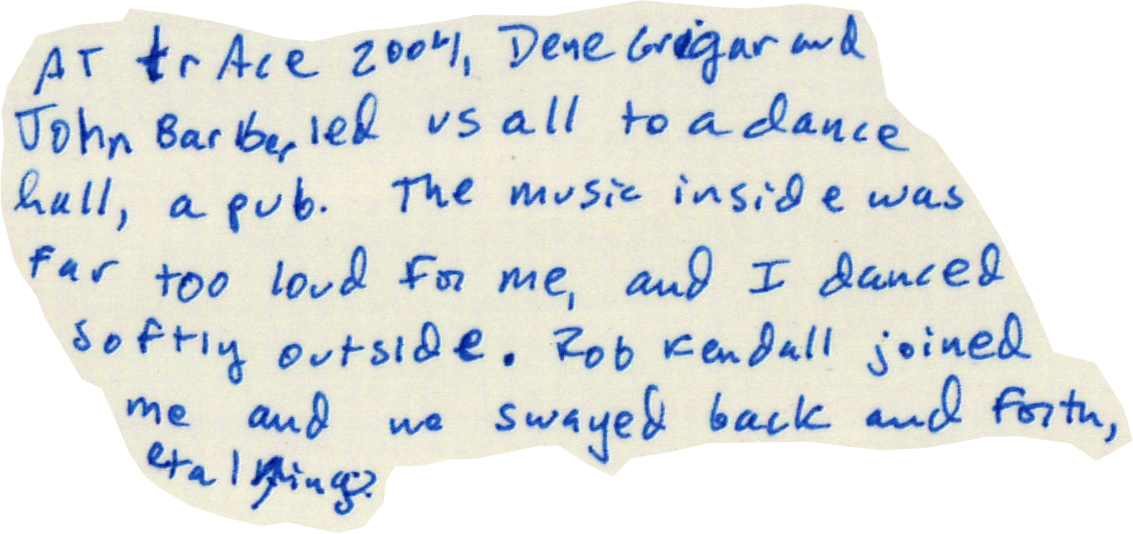 AT trAce 2004, Dene Grigar and
John Barber led us all to a dance
hall, a pub. The music inside was
far too loud for me, and I danced
softly outside. Rob Kendall joined
me and we swayed back and forth,
talking.